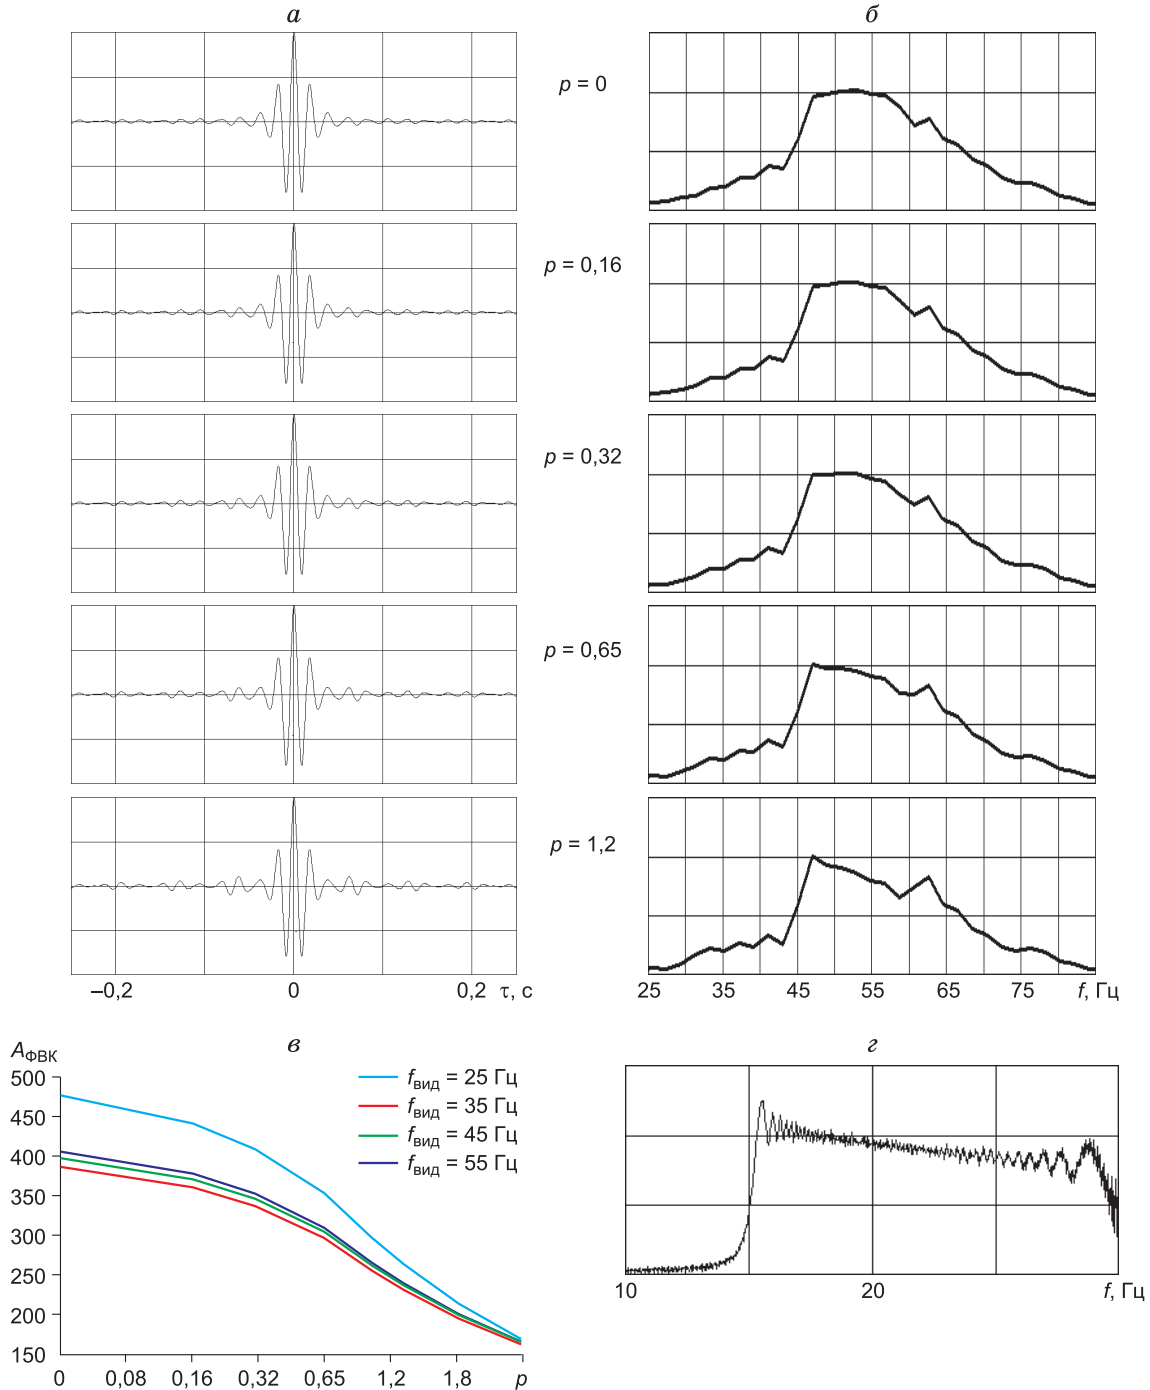 а
б
p = 0
p = 0,16
p = 0,32
p = 0,65
p = 1,2
–0,2 0 0,2 τ, с
25 35 45 55 65 75 f, Гц
в
AФВК
500
450
400
350
300
250
200
150
0 0,08 0,16 0,32 0,65 1,2 1,8 p
fвид = 25 Гц
fвид = 35 Гц
fвид = 45 Гц
fвид = 55 Гц
г
10 20 f, Гц